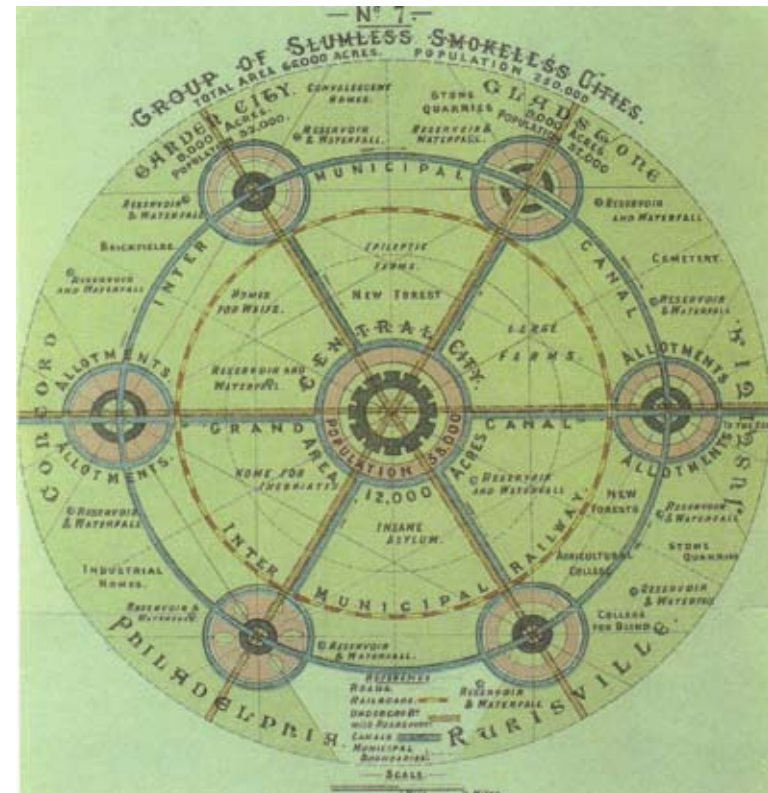 — No 7. —
GROUP OF SLUMLESS SMOKELESS CITIES.
TOTAL AREA 66000 ACRES. POPULATION 250,000
GARDEN CITY.
9,000 ACRES.
POPULATION 32,000.
CONVALESCENT
HOMES.
STONE
QUARRIES
GLADSTONE
9,000 ACRES.
POPULATION
32,000
RESERVOIR
& WATERFALL.
RESERVOIR &
WATERFALL.
RESERVOIR
& WATERFALL
RESERVOIR
AND WATERFALL
INTER MUNICIPAL CANAL
BRICKFIELDS.
EPILEPTIC
FARMS.
CEMETERY.
RESERVOIR
AND WATERFALL
HOMES
FOR WAIFS.
NEW FOREST
RESERVOIR
& WATERFALL
LARGE
FARMS.
CENTRAL CITY.
CONCORD
ALLOTMENTS
ALLOTMENTS
JUSTITIA
RESERVOIR AND
WATERFALL.
GRAND CANAL
TO THE
POPULATION 58,000
AREA 12,000 ACRES
ALLOTMENTS.
ALLOTMENTS
HOME FOR
INEBRIATES
RESERVOIR
AND WATERFALL
NEW
FORESTS
RESERVOIR
& WATERFALL
RESERVOIR
& WATERFALL
INSANE
ASYLUM.
STONE
QUARRIES
INTER MUNICIPAL RAILWAY.
AGRICULTURAL
COLLEGE
INDUSTRIAL
HOMES.
RESERVOIR
& WATERFALL
RESERVOIR &
WATERFALL
COLLEGE
FOR BLIND
RESERVOIR
& WATERFALL.
PHILADELPHIA
RURISVILLE.
REFERENCE
ROADS.
RAILROADS.
RESERVOIR
& WATERFALL
CANALS
MUNICIPAL
BOUNDARIES.
— SCALE. —